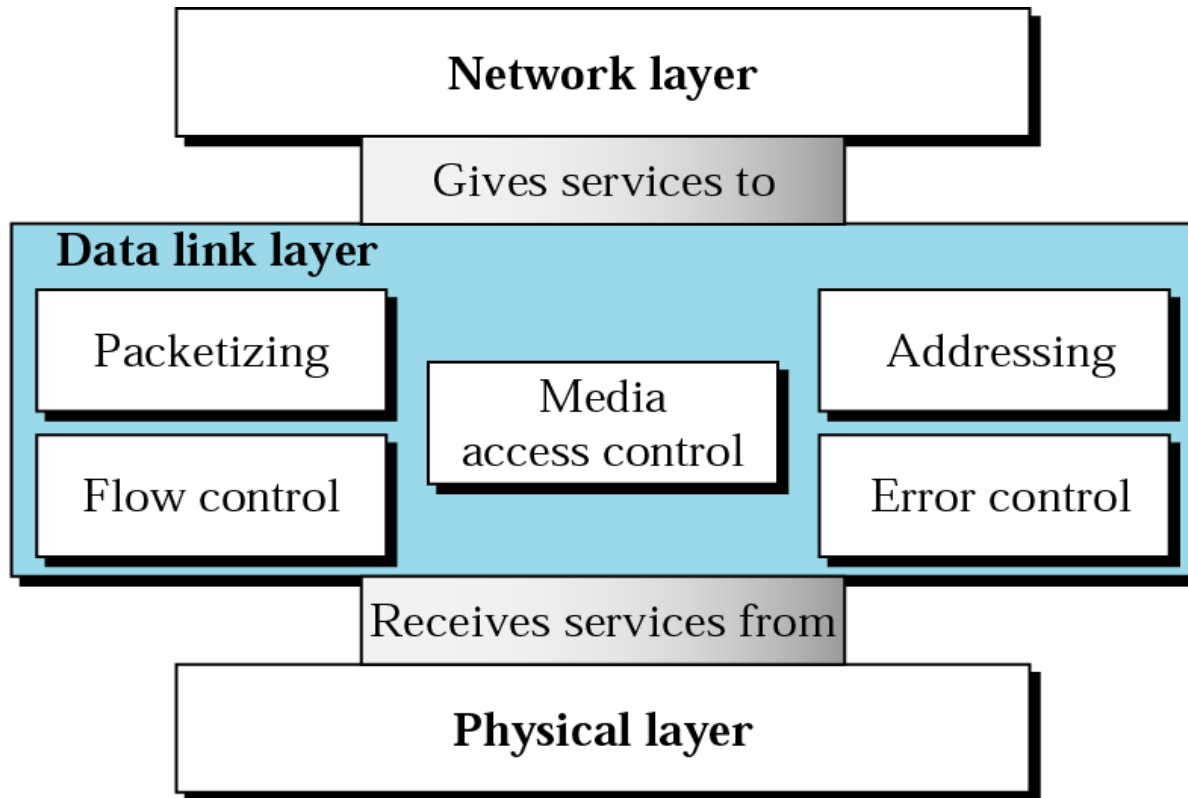 Network layer
Gives services to
Data link layer
Packetizing
Addressing
Media
access control
Flow control
Error control
Receives services from
Physical layer